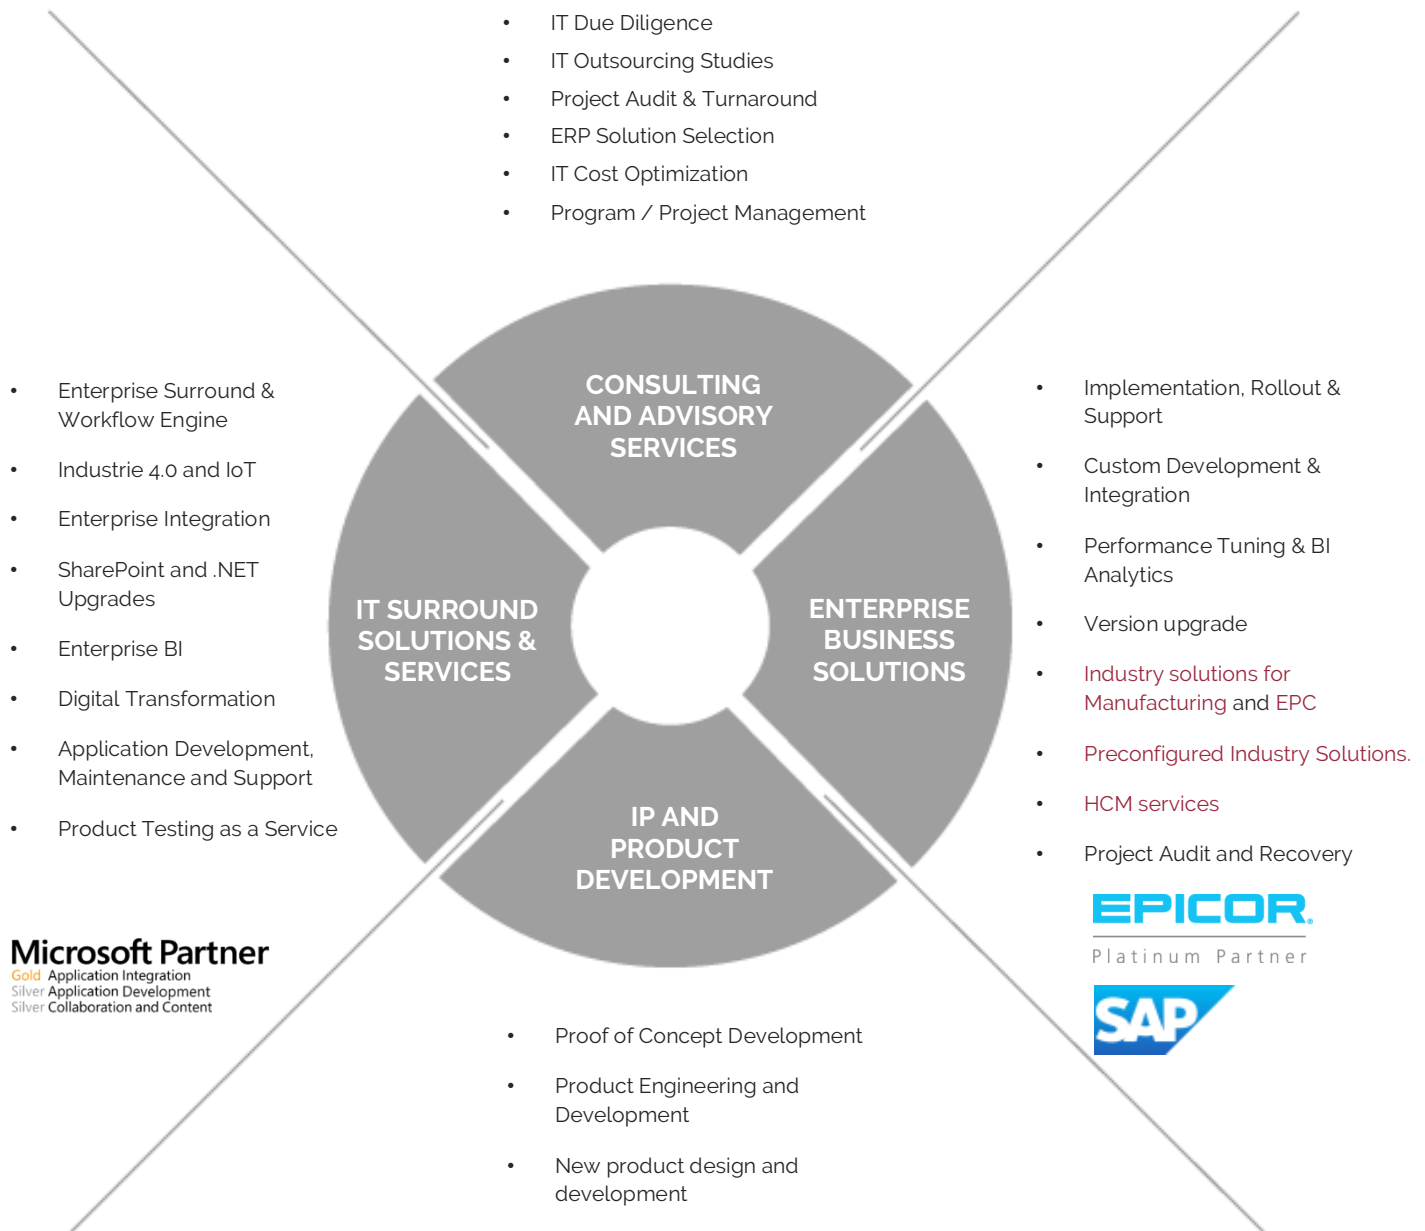 • IT Due Diligence
• IT Outsourcing Studies
• Project Audit & Turnaround
• ERP Solution Selection
• IT Cost Optimization
• Program / Project Management
CONSULTING
AND ADVISORY
SERVICES
• Enterprise Surround &
Workflow Engine
• Industrie 4.0 and IoT
• Enterprise Integration
• SharePoint and .NET
Upgrades
• Enterprise BI
• Digital Transformation
• Application Development,
Maintenance and Support
• Product Testing as a Service
Microsoft Partner
Gold Application Integration
Silver Application Development
Silver Collaboration and Content
IT SURROUND
SOLUTIONS &
SERVICES
ENTERPRISE
BUSINESS
SOLUTIONS
• Implementation, Rollout &
Support
• Custom Development &
Integration
• Performance Tuning & BI
Analytics
• Version upgrade
• Industry solutions for
Manufacturing and EPC
• Preconfigured Industry Solutions.
• HCM services
• Project Audit and Recovery
EPICOR.
Platinum Partner
SAP
IP AND
PRODUCT
DEVELOPMENT
• Proof of Concept Development
• Product Engineering and
Development
• New product design and
development